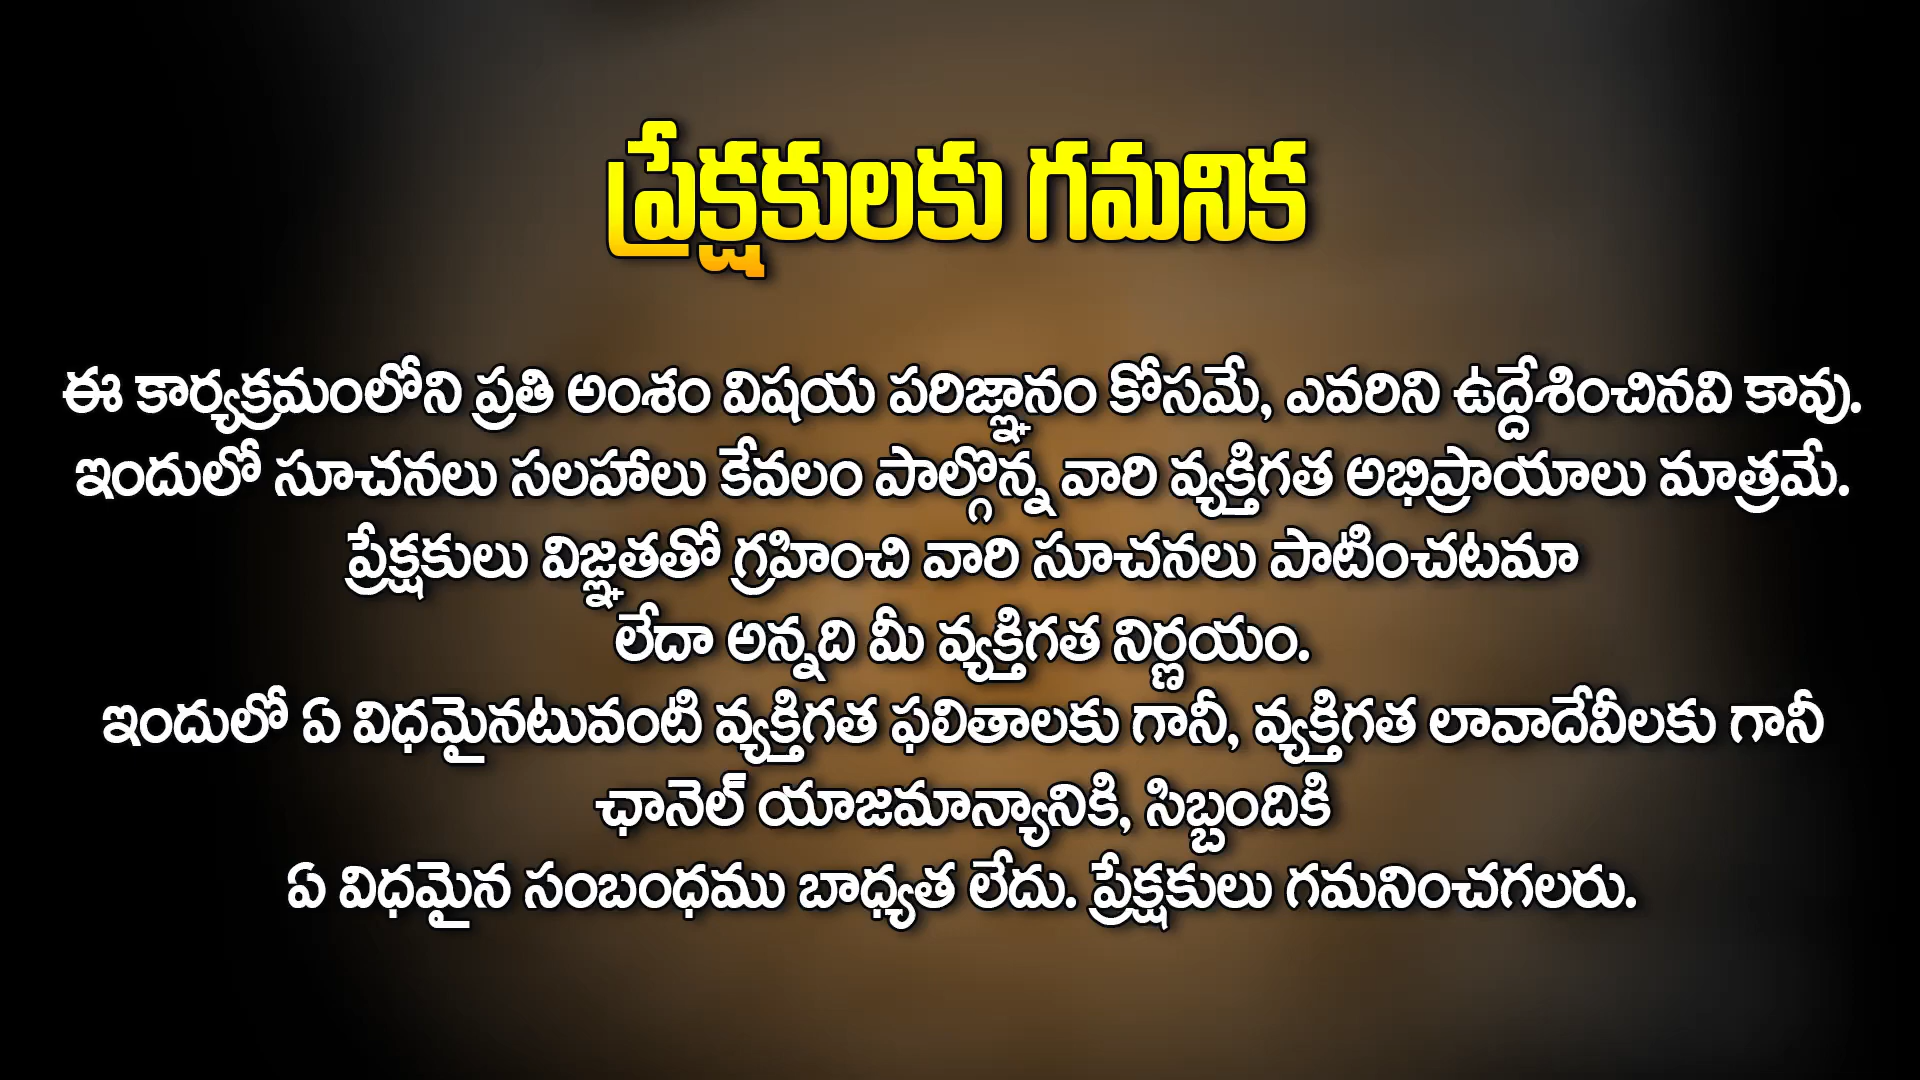 ప్రేక్షకులకు గమనిక
ఈ కార్యక్రమంలోని ప్రతి అంశం విషయ పరిజ్ఞానం కోసమే, ఎవరిని ఉద్దేశించినవి కావు.
ఇందులో సూచనలు సలహాలు కేవలం పాల్గొన్న వారి వ్యక్తిగత అభిప్రాయాలు మాత్రమే.
ప్రేక్షకులు విజ్ఞతతో గ్రహించి వారి సూచనలు పాటించటమా
లేదా అన్నది మీ వ్యక్తిగత నిర్ణయం.
ఇందులో ఏ విధమైనటువంటి వ్యక్తిగత ఫలితాలకు గానీ, వ్యక్తిగత లావాదేవీలకు గానీ
ఛానెల్ యాజమాన్యానికి, సిబ్బందికి
ఏ విధమైన సంబంధము బాధ్యత లేదు. ప్రేక్షకులు గమనించగలరు.